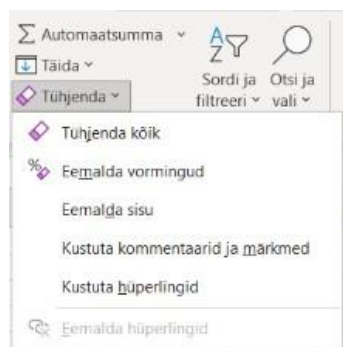 Automaatsumma
Täida
Tühjenda
Sordi ja
filtreeri
Otsi ja
vali
Tühjenda kõik
Eemalda vormingud
Eemalda sisu
Kustuta kommentaarid ja märkmed
Kustuta hüperlingid
Eemalda hüperlingid